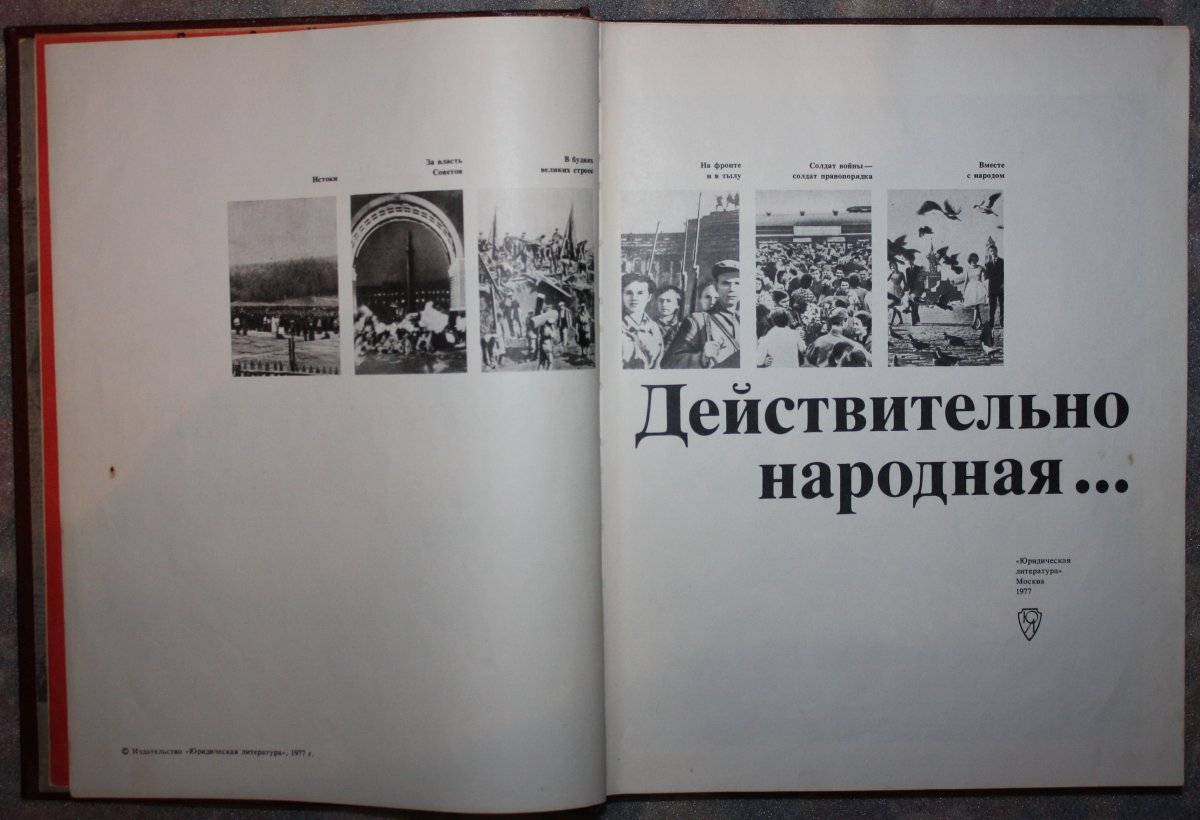 Истоки
За власть
Советов
В буднях
великих строек
На фронте
и в тылу
Солдат войны—
солдат правопорядка
Вместе
с народом
Действительно
народная...
«Юридическая
литература»
Москва
1977
© Издательство «Юридическая литература», 1977 г.